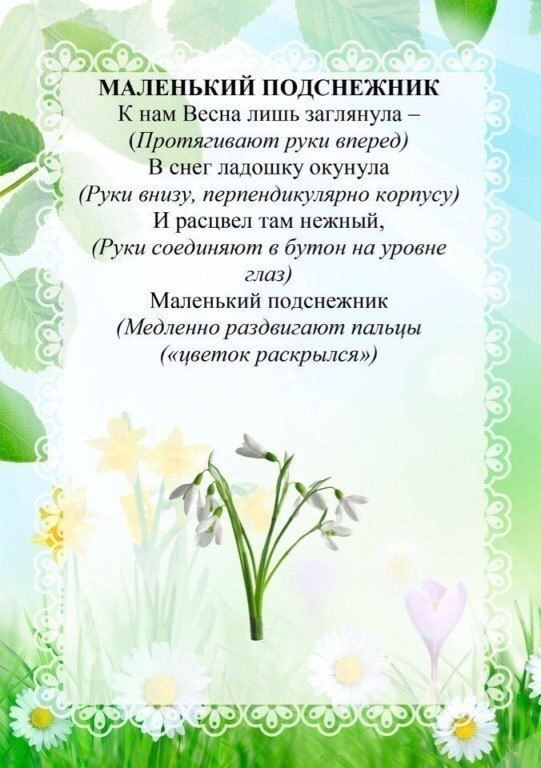 МАЛЕНЬКИЙ ПОДСНЕЖНИК
К нам Весна лишь заглянула –
(Протягивают руки вперед)
В снег ладошку окунула
(Руки внизу, перпендикулярно корпусу)
И расцвел там нежный,
(Руки соединяют в бутон на уровне
глаз)
Маленький подснежник
(Медленно раздвигают пальцы
(«цветок раскрылся»)